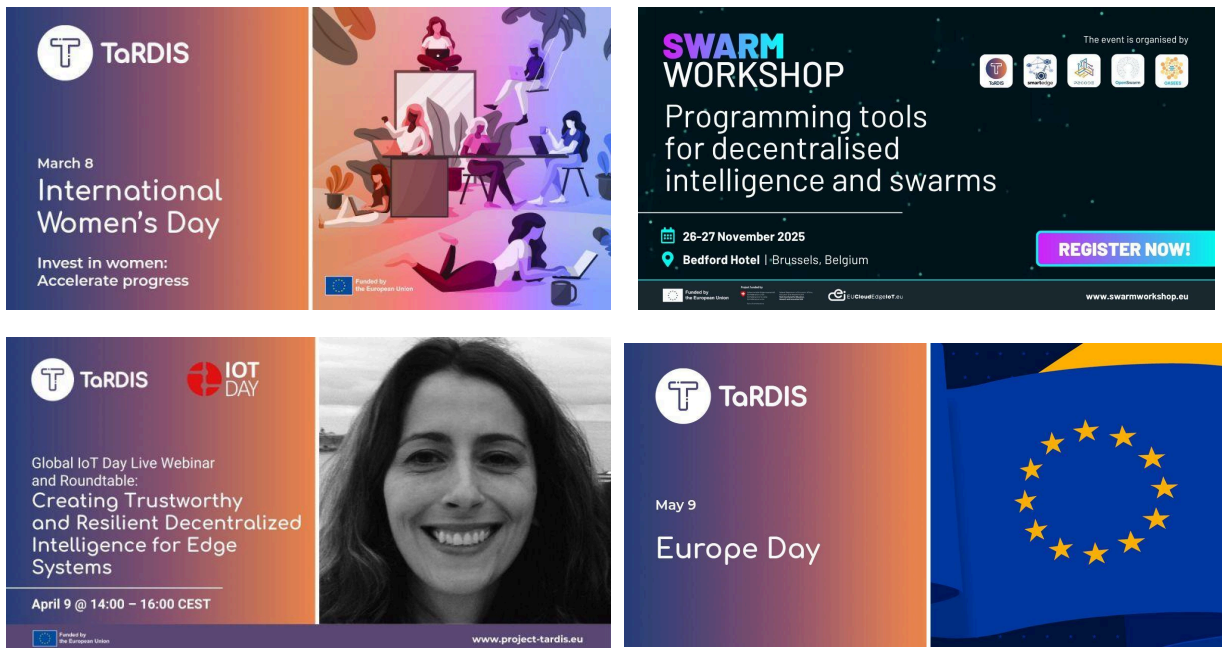 TaRDIS
March 8
International
Women's Day
Invest in women:
Accelerate progress
Funded by
the European Union
SWARM
WORKSHOP
The event is organised by
TaRDIS
smartedge
OpenSwarm
OASEES
Programming tools
for decentralised
intelligence and swarms
26-27 November 2025
Bedford Hotel | Brussels, Belgium
REGISTER NOW!
Funded by
the European Union
EUCloudEdgeIoT.eu
www.swarmworkshop.eu
TaRDIS
IOT
DAY
Global IoT Day Live Webinar
and Roundtable:
Creating Trustworthy
and Resilient Decentralized
Intelligence for Edge
Systems
April 9 @ 14:00 – 16:00 CEST
Funded by
the European Union
www.project-tardis.eu
TaRDIS
May 9
Europe Day